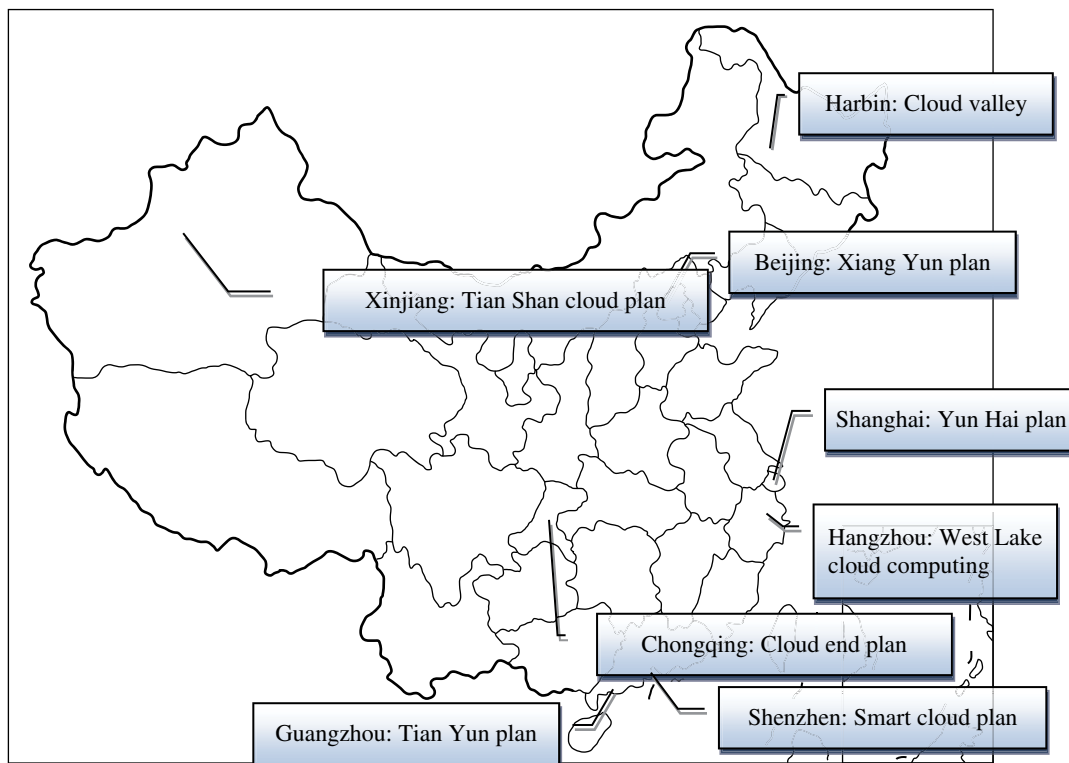 Harbin: Cloud valley
Beijing: Xiang Yun plan
Xinjiang: Tian Shan cloud plan
Shanghai: Yun Hai plan
Hangzhou: West Lake
cloud computing
Chongqing: Cloud end plan
Shenzhen: Smart cloud plan
Guangzhou: Tian Yun plan